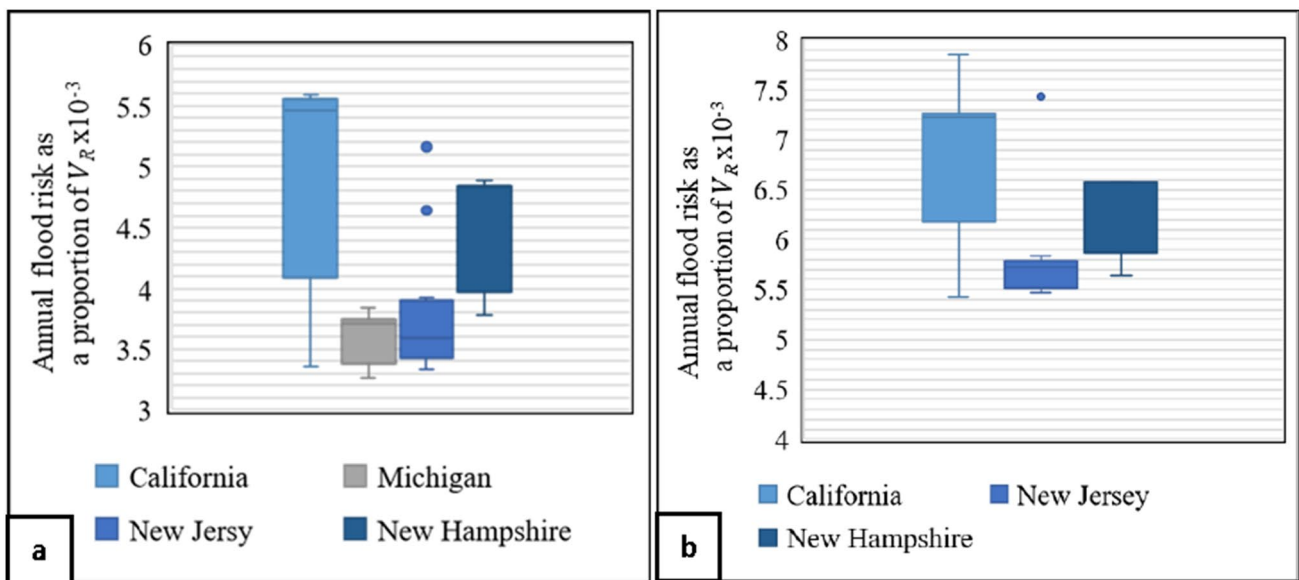 Annual flood risk as
a proportion of V_R x10⁻³
6
5.5
5
4.5
4
3.5
3
California
Michigan
New Jersy
New Hampshire
a
Annual flood risk as
a proportion of V_R x10⁻³
8
7.5
7
6.5
6
5.5
5
4.5
4
California
New Jersey
New Hampshire
b